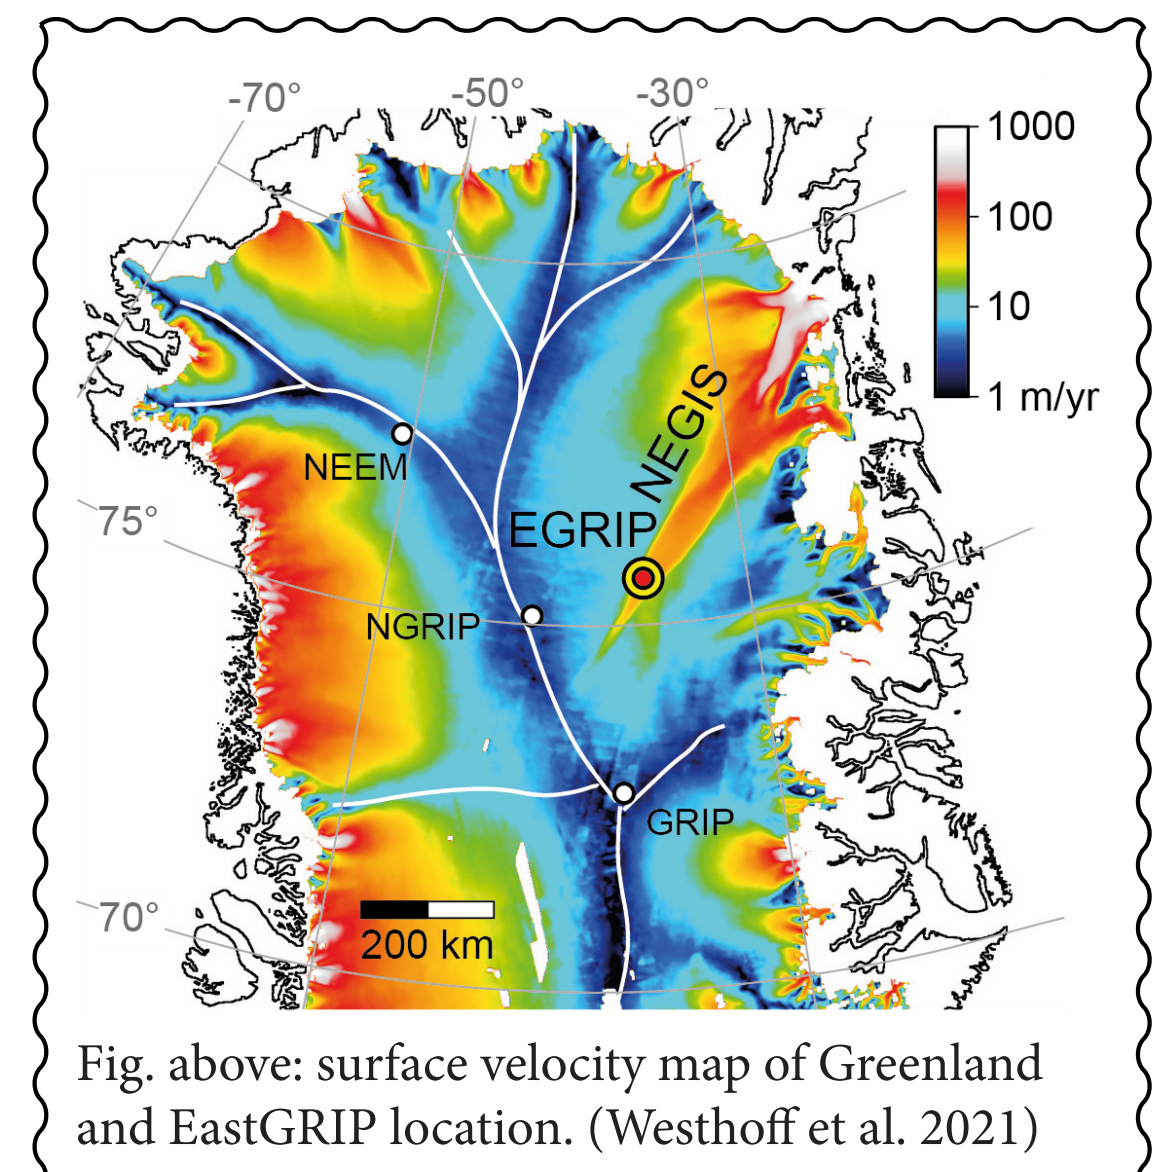 -70°
-50°
-30°
1000
100
10
1 m/yr
NEGIS
NEEM
75°
EGRIP
NGRIP
GRIP
70°
200 km
Fig. above: surface velocity map of Greenland
and EastGRIP location. (Westhoff et al. 2021)